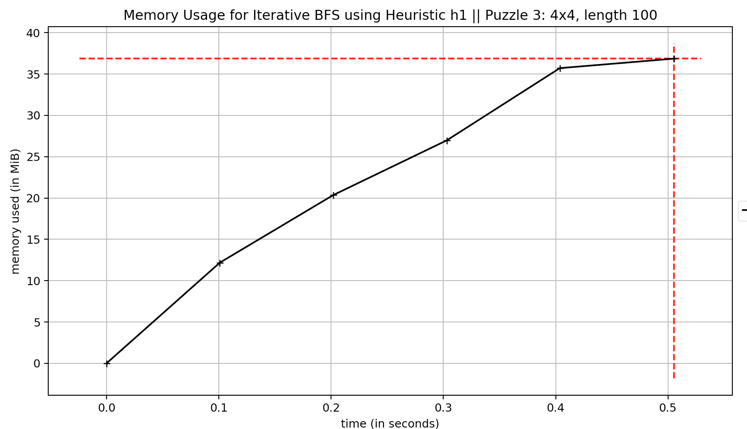 Memory Usage for Iterative BFS using Heuristic h1 || Puzzle 3: 4x4, length 100
40
35
30
25
20
15
10
5
0
memory used (in MiB)
0.0 0.1 0.2 0.3 0.4 0.5
time (in seconds)